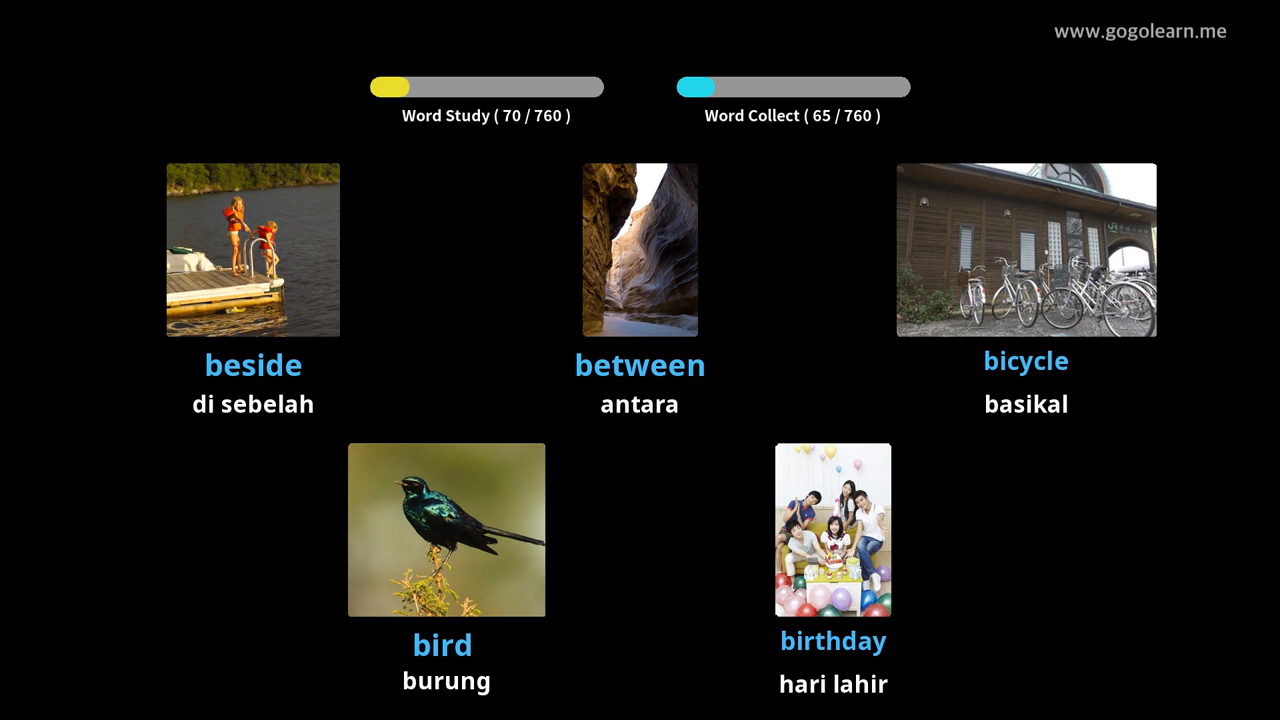 www.gogolearn.me
Word Study ( 70 / 760 )
Word Collect ( 65 / 760 )
beside
between
bicycle
di sebelah
antara
basikal
bird
birthday
burung
hari lahir